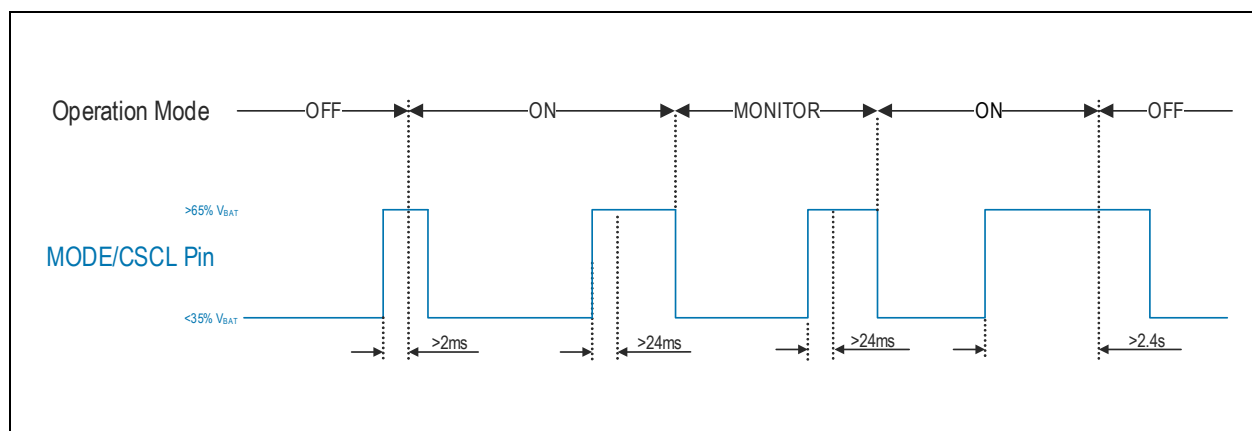 Operation Mode OFF ON MONITOR ON OFF
>65% VBAT
MODE/CSCL Pin
<35% VBAT
>2ms >24ms >24ms >2.4s